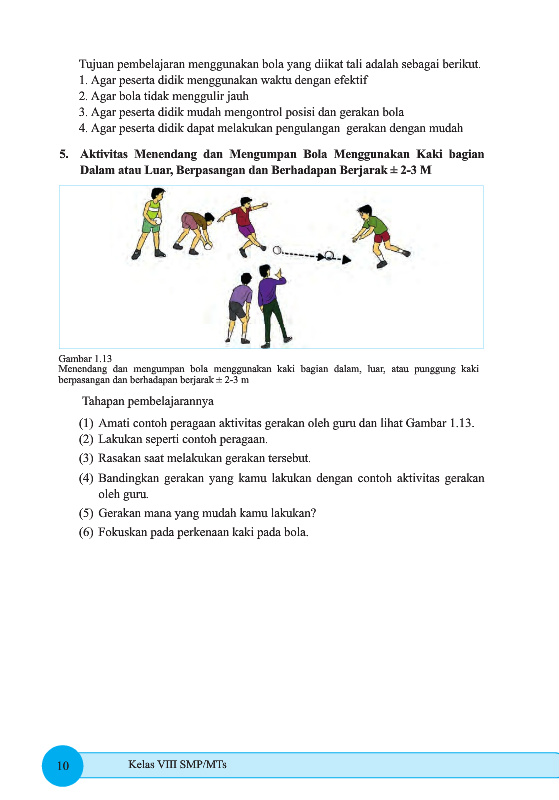 Tujuan pembelajaran menggunakan bola yang diikat tali adalah sebagai berikut.
1. Agar peserta didik menggunakan waktu dengan efektif
2. Agar bola tidak menggulir jauh
3. Agar peserta didik mudah mengontrol posisi dan gerakan bola
4. Agar peserta didik dapat melakukan pengulangan gerakan dengan mudah
5. Aktivitas Menendang dan Mengumpan Bola Menggunakan Kaki bagian
Dalam atau Luar, Berpasangan dan Berhadapan Berjarak ± 2-3 M
Gambar 1.13
Menendang dan mengumpan bola menggunakan kaki bagian dalam, luar, atau punggung kaki
berpasangan dan berhadapan berjarak ± 2-3 m
Tahapan pembelajarannya
(1) Amati contoh peragaan aktivitas gerakan oleh guru dan lihat Gambar 1.13.
(2) Lakukan seperti contoh peragaan.
(3) Rasakan saat melakukan gerakan tersebut.
(4) Bandingkan gerakan yang kamu lakukan dengan contoh aktivitas gerakan
oleh guru.
(5) Gerakan mana yang mudah kamu lakukan?
(6) Fokuskan pada perkenaan kaki pada bola.
10 Kelas VIII SMP/MTs